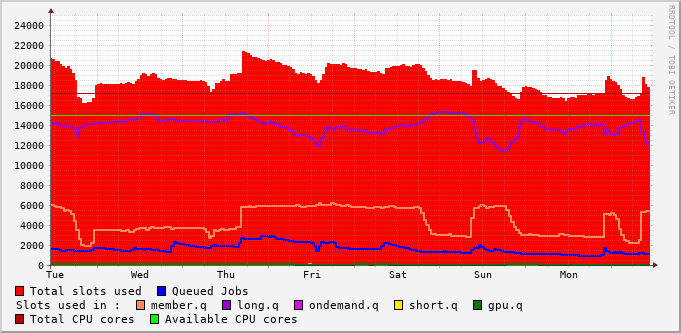 RRDTOOL / TOBI OETIKER
24000
22000
20000
18000
16000
14000
12000
10000
8000
6000
4000
2000
0
Tue Wed Thu Fri Sat Sun Mon
Total slots used Queued Jobs
Slots used in : member.q long.q ondemand.q short.q gpu.q
Total CPU cores Available CPU cores